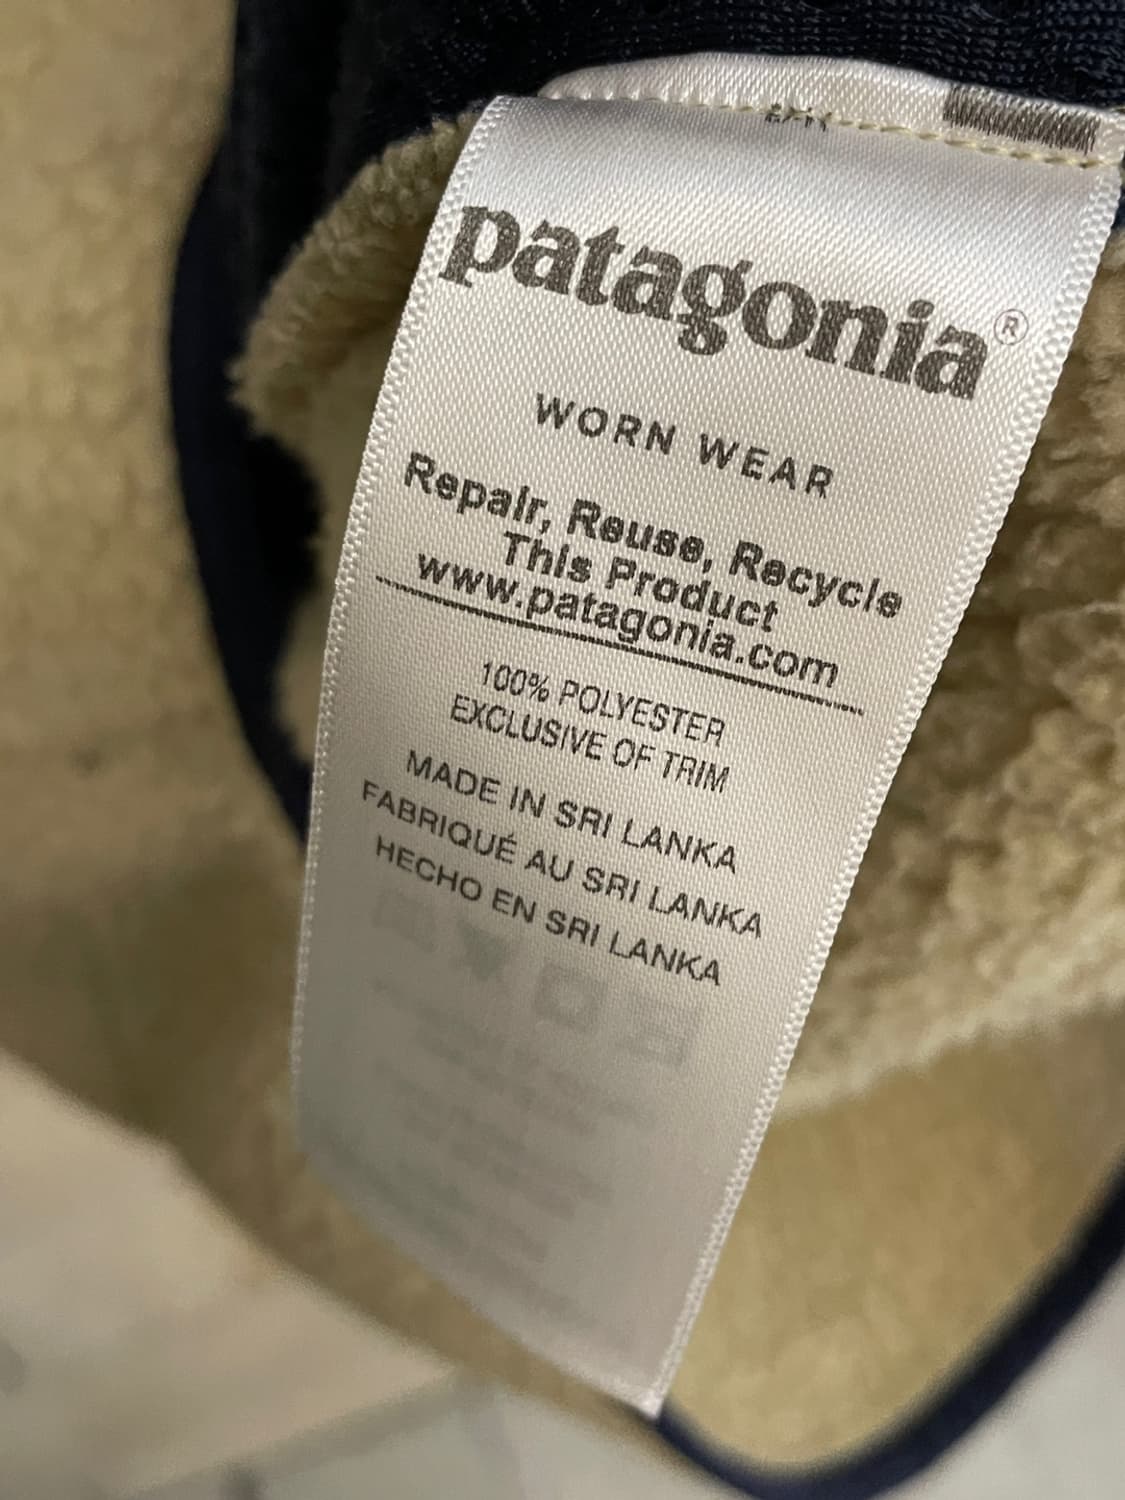 patagonia®
WORN WEAR
Repair, Reuse, Recycle
This Product
www.patagonia.com
100% POLYESTER
EXCLUSIVE OF TRIM
MADE IN SRI LANKA
FABRIQUÉ AU SRI LANKA
HECHO EN SRI LANKA